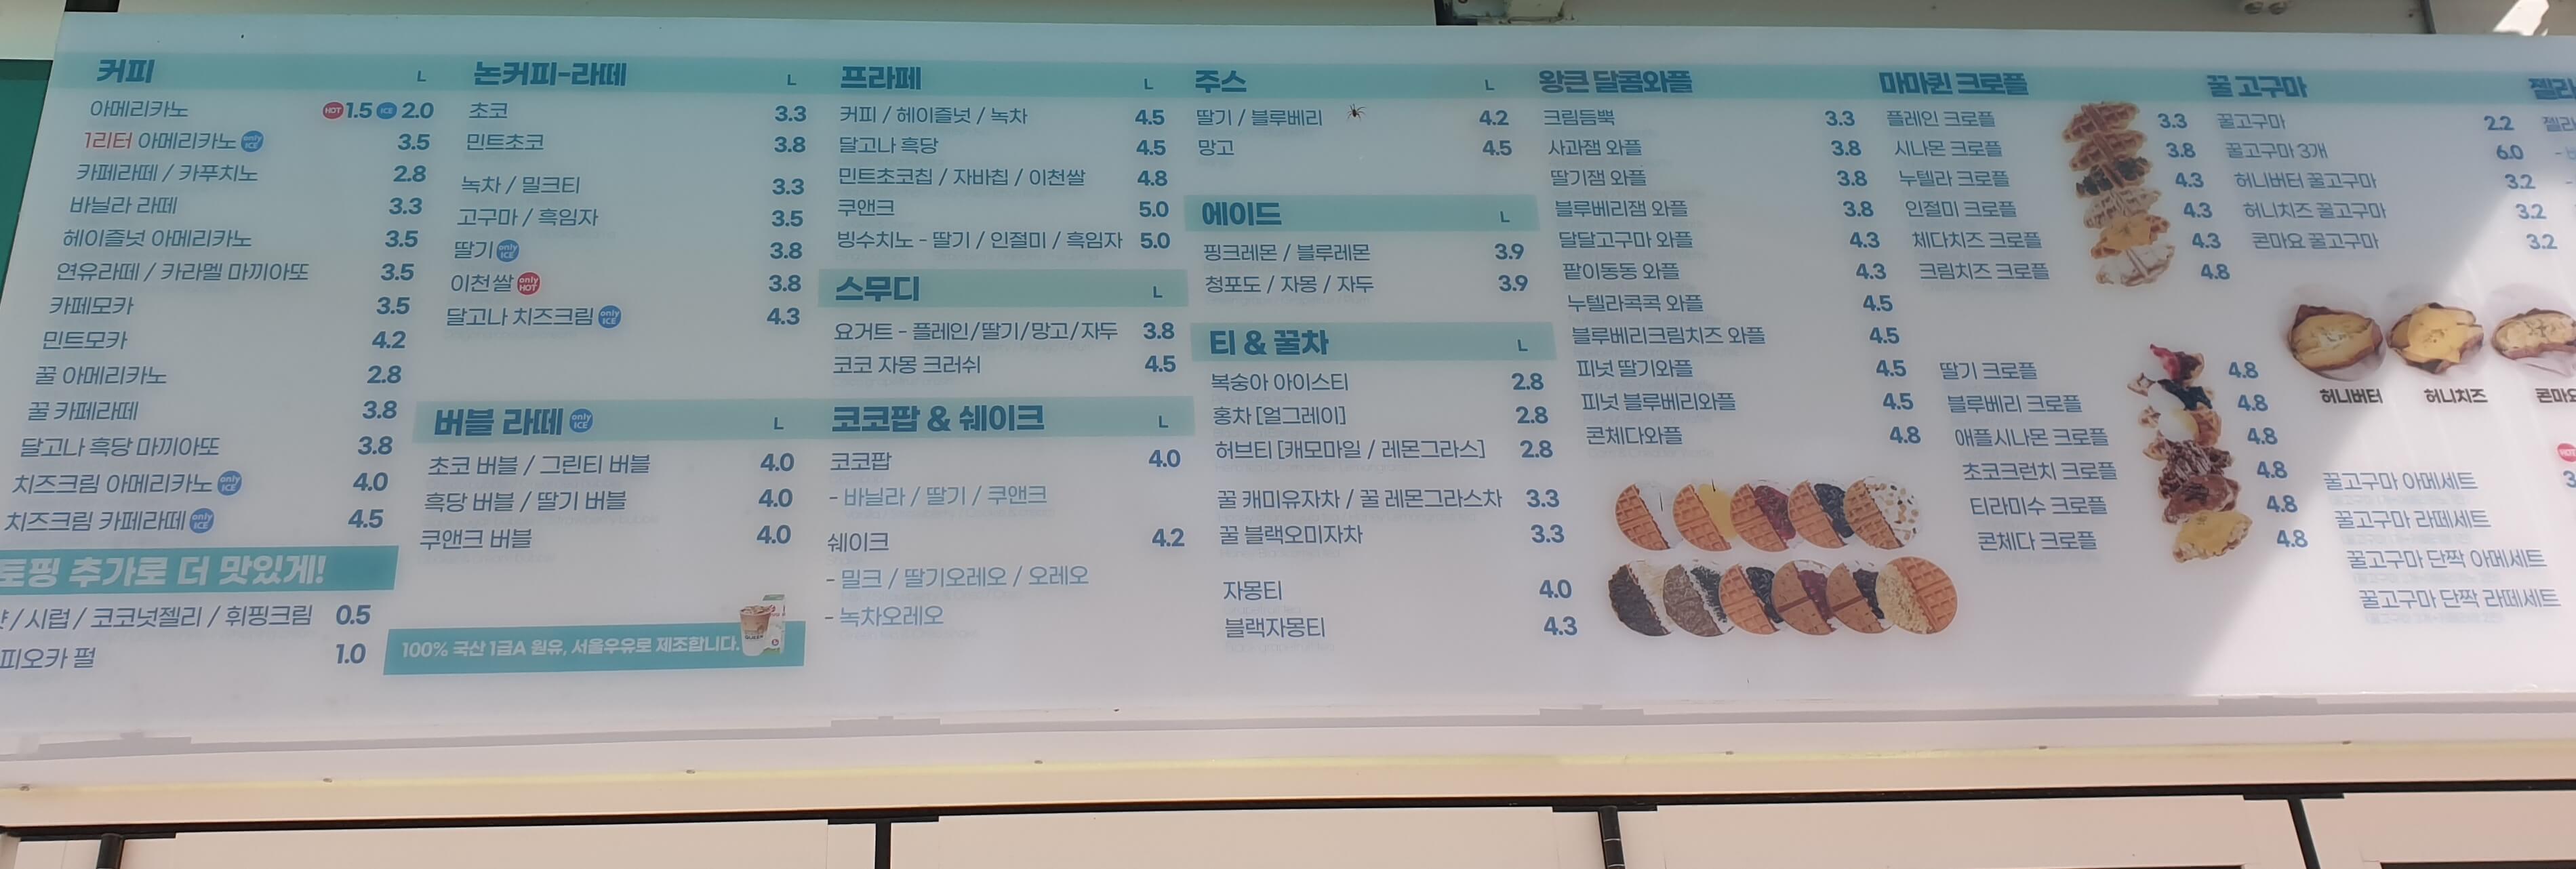 커피 L
아메리카노 HOT 1.5 ICE 2.0
1리터 아메리카노 only ICE 3.5
카페라떼 / 카푸치노 2.8
바닐라 라떼 3.3
헤이즐넛 아메리카노 3.5
연유라떼 / 카라멜 마끼아또 3.5
카페모카 3.5
민트모카 4.2
꿀 아메리카노 2.8
꿀 카페라떼 3.8
달고나 흑당 마끼아또 3.8
치즈크림 아메리카노 only ICE 4.0
치즈크림 카페라떼 only ICE 4.5
토핑 추가로 더 맛있게!
/ 시럽 / 코코넛젤리 / 휘핑크림 0.5
피오카 펄 1.0
논커피-라떼 L
초코 3.3
민트초코 3.8
녹차 / 밀크티 3.3
고구마 / 흑임자 3.5
딸기 only ICE 3.8
이천쌀 only HOT 3.8
달고나 치즈크림 only ICE 4.3
버블 라떼 only ICE L
초코 버블 / 그린티 버블 4.0
흑당 버블 / 딸기 버블 4.0
쿠앤크 버블 4.0
100% 국산 1급A 원유, 서울우유로 제조합니다.
프라페 L
커피 / 헤이즐넛 / 녹차 4.5
달고나 흑당 4.5
민트초코칩 / 자바칩 / 이천쌀 4.8
쿠앤크 5.0
빙수치노 - 딸기 / 인절미 / 흑임자 5.0
스무디 L
요거트 - 플레인/딸기/망고/자두 3.8
코코 자몽 크러쉬 4.5
코코팝 & 쉐이크 L
코코팝 4.0
- 바닐라 / 딸기 / 쿠앤크
쉐이크 4.2
- 밀크 / 딸기오레오 / 오레오
- 녹차오레오
주스 L
딸기 / 블루베리 4.2
망고 4.5
에이드 L
핑크레몬 / 블루레몬 3.9
청포도 / 자몽 / 자두 3.9
티 & 꿀차 L
복숭아 아이스티 2.8
홍차 [얼그레이] 2.8
허브티 [캐모마일 / 레몬그라스] 2.8
꿀 캐미유자차 / 꿀 레몬그라스차 3.3
꿀 블랙오미자차 3.3
자몽티 4.0
블랙자몽티 4.3
왕큰 달콤와플
크림듬뿍 3.3
사과잼 와플 3.8
딸기잼 와플 3.8
블루베리잼 와플 3.8
달달고구마 와플 4.3
팥이동동 와플 4.3
누텔라콕콕 와플 4.5
블루베리크림치즈 와플 4.5
피넛 딸기와플 4.5
피넛 블루베리와플 4.5
콘체다와플 4.8
마마퀸 크로플
플레인 크로플 3.3
시나몬 크로플 3.8
누텔라 크로플 4.3
인절미 크로플 4.3
체다치즈 크로플 4.3
크림치즈 크로플 4.8
딸기 크로플 4.8
블루베리 크로플 4.8
애플시나몬 크로플 4.8
초코크런치 크로플 4.8
티라미수 크로플 4.8
콘체다 크로플 4.8
꿀 고구마
꿀고구마 2.2
꿀고구마 3개 6.0
허니버터 꿀고구마 3.2
허니치즈 꿀고구마 3.2
콘마요 꿀고구마 3.2
허니버터 허니치즈 콘마요
HOT
꿀고구마 아메세트 3
꿀고구마 라떼세트
꿀고구마 단짝 아메세트
꿀고구마 단짝 라떼세트
젤라
젤라